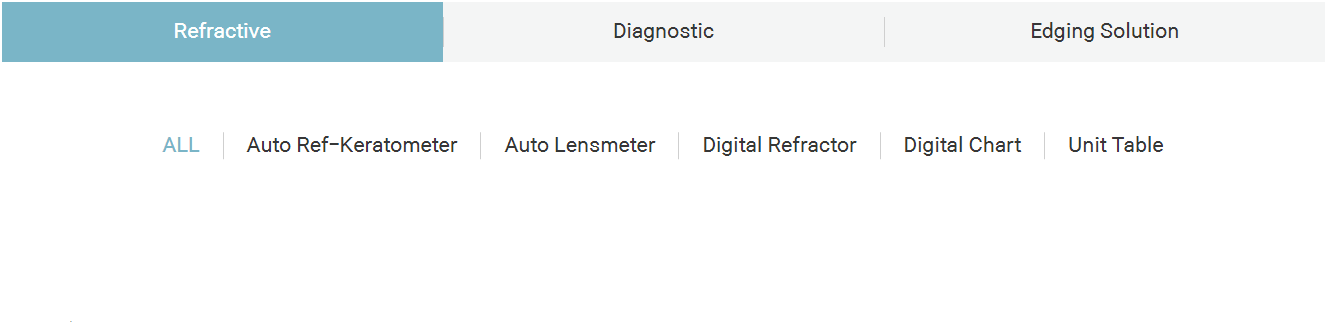 Refractive Diagnostic Edging Solution
ALL Auto Ref-Keratometer Auto Lensmeter Digital Refractor Digital Chart Unit Table